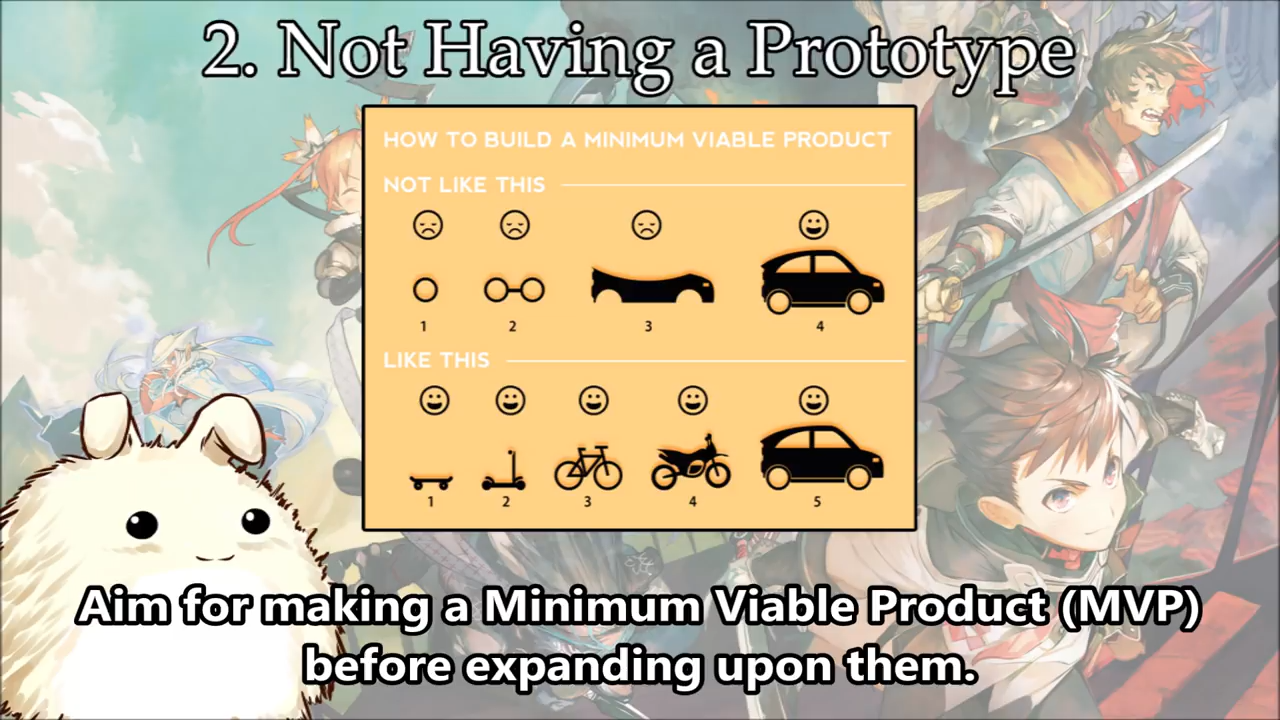 2. Not Having a Prototype
HOW TO BUILD A MINIMUM VIABLE PRODUCT
NOT LIKE THIS
1 2 3 4
LIKE THIS
1 2 3 4 5
Aim for making a Minimum Viable Product (MVP)
before expanding upon them.